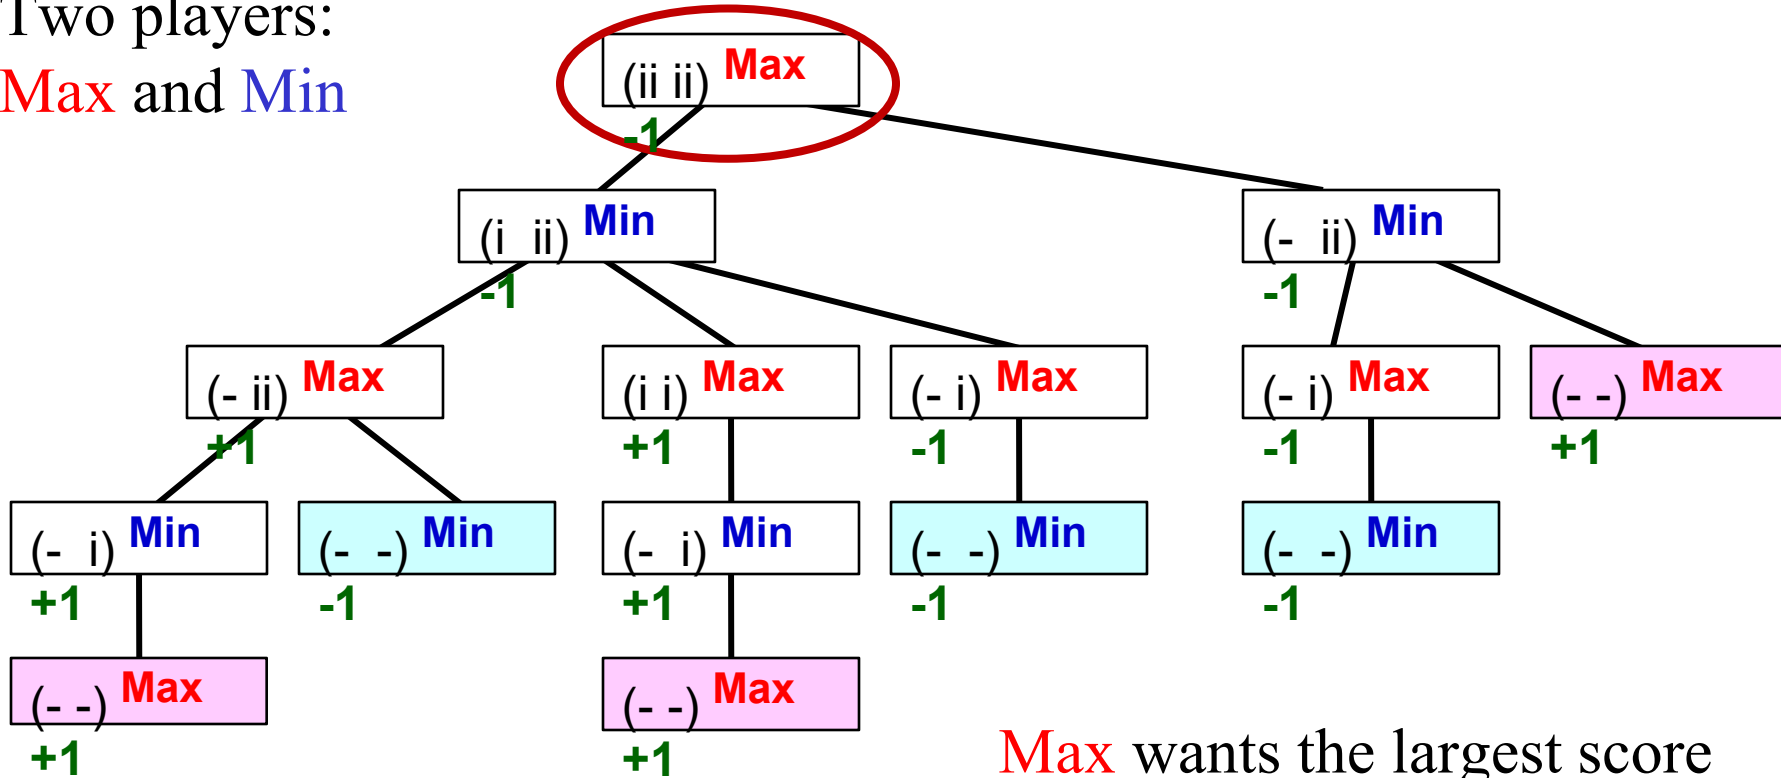 Two players:
Max and Min
(ii ii) Max
-1
(i ii) Min
-1
(- ii) Min
-1
(- ii) Max
+1
(i i) Max
+1
(- i) Max
-1
(- i) Max
-1
(- -) Max
+1
(- i) Min
+1
(- -) Min
-1
(- i) Min
+1
(- -) Min
-1
(- -) Min
-1
(- -) Max
+1
(- -) Max
+1
Max wants the largest score